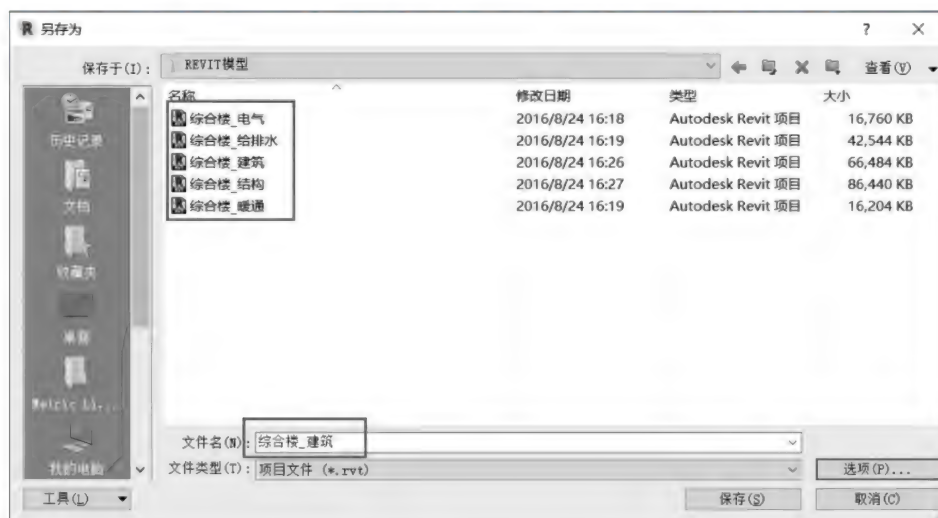 R 另存为 ? ×
保存于(I): REVIT模型 查看(V)
名称 修改日期 类型 大小
综合楼_电气 2016/8/24 16:18 Autodesk Revit 项目 16,760 KB
综合楼_给排水 2016/8/24 16:19 Autodesk Revit 项目 42,544 KB
综合楼_建筑 2016/8/24 16:26 Autodesk Revit 项目 66,484 KB
综合楼_结构 2016/8/24 16:27 Autodesk Revit 项目 86,440 KB
综合楼_暖通 2016/8/24 16:19 Autodesk Revit 项目 16,204 KB
历史记录
文档
收藏夹
桌面
Metric Li...
我的电脑
文件名(N): 综合楼_建筑
文件类型(T): 项目文件 (*.rvt) 选项(P)...
工具(L) 保存(S) 取消(C)